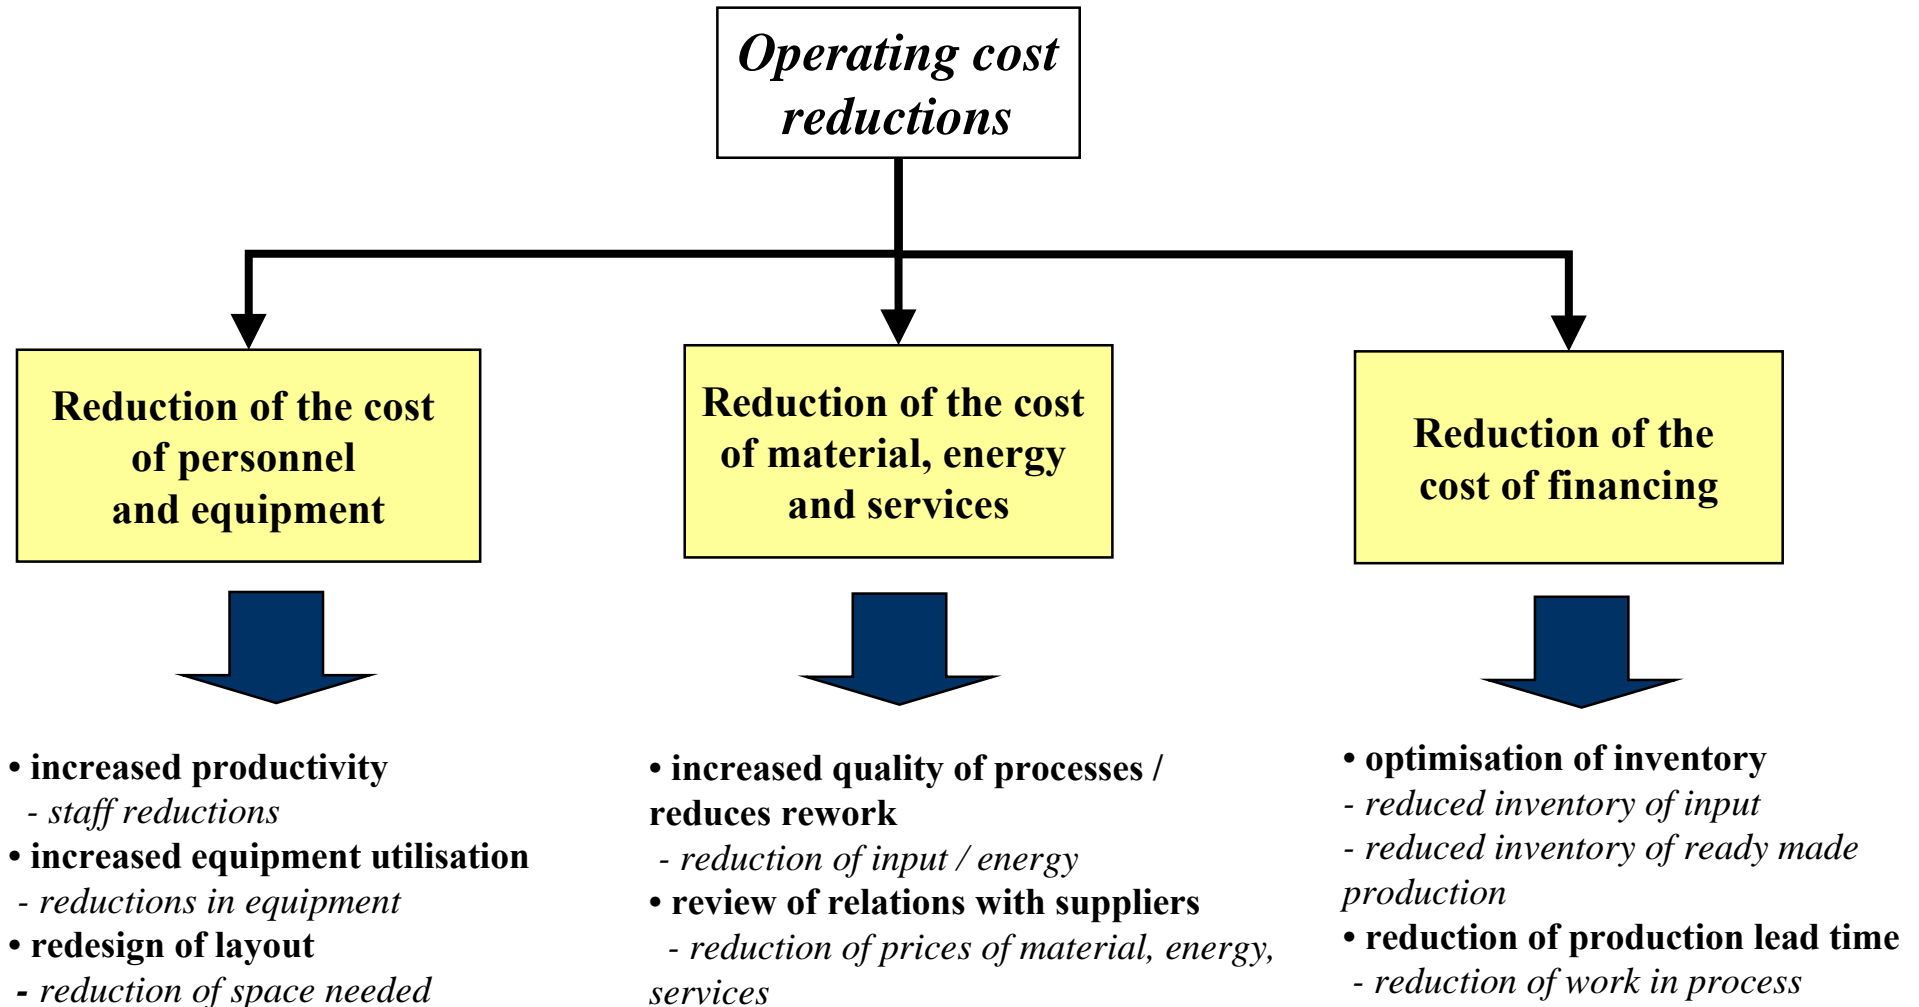 Operating cost
reductions
Reduction of the cost
of personnel
and equipment
Reduction of the cost
of material, energy
and services
Reduction of the
cost of financing
• increased productivity
- staff reductions
• increased equipment utilisation
- reductions in equipment
• redesign of layout
- reduction of space needed
• increased quality of processes /
reduces rework
- reduction of input / energy
• review of relations with suppliers
- reduction of prices of material, energy,
services
• optimisation of inventory
- reduced inventory of input
- reduced inventory of ready made
production
• reduction of production lead time
- reduction of work in process